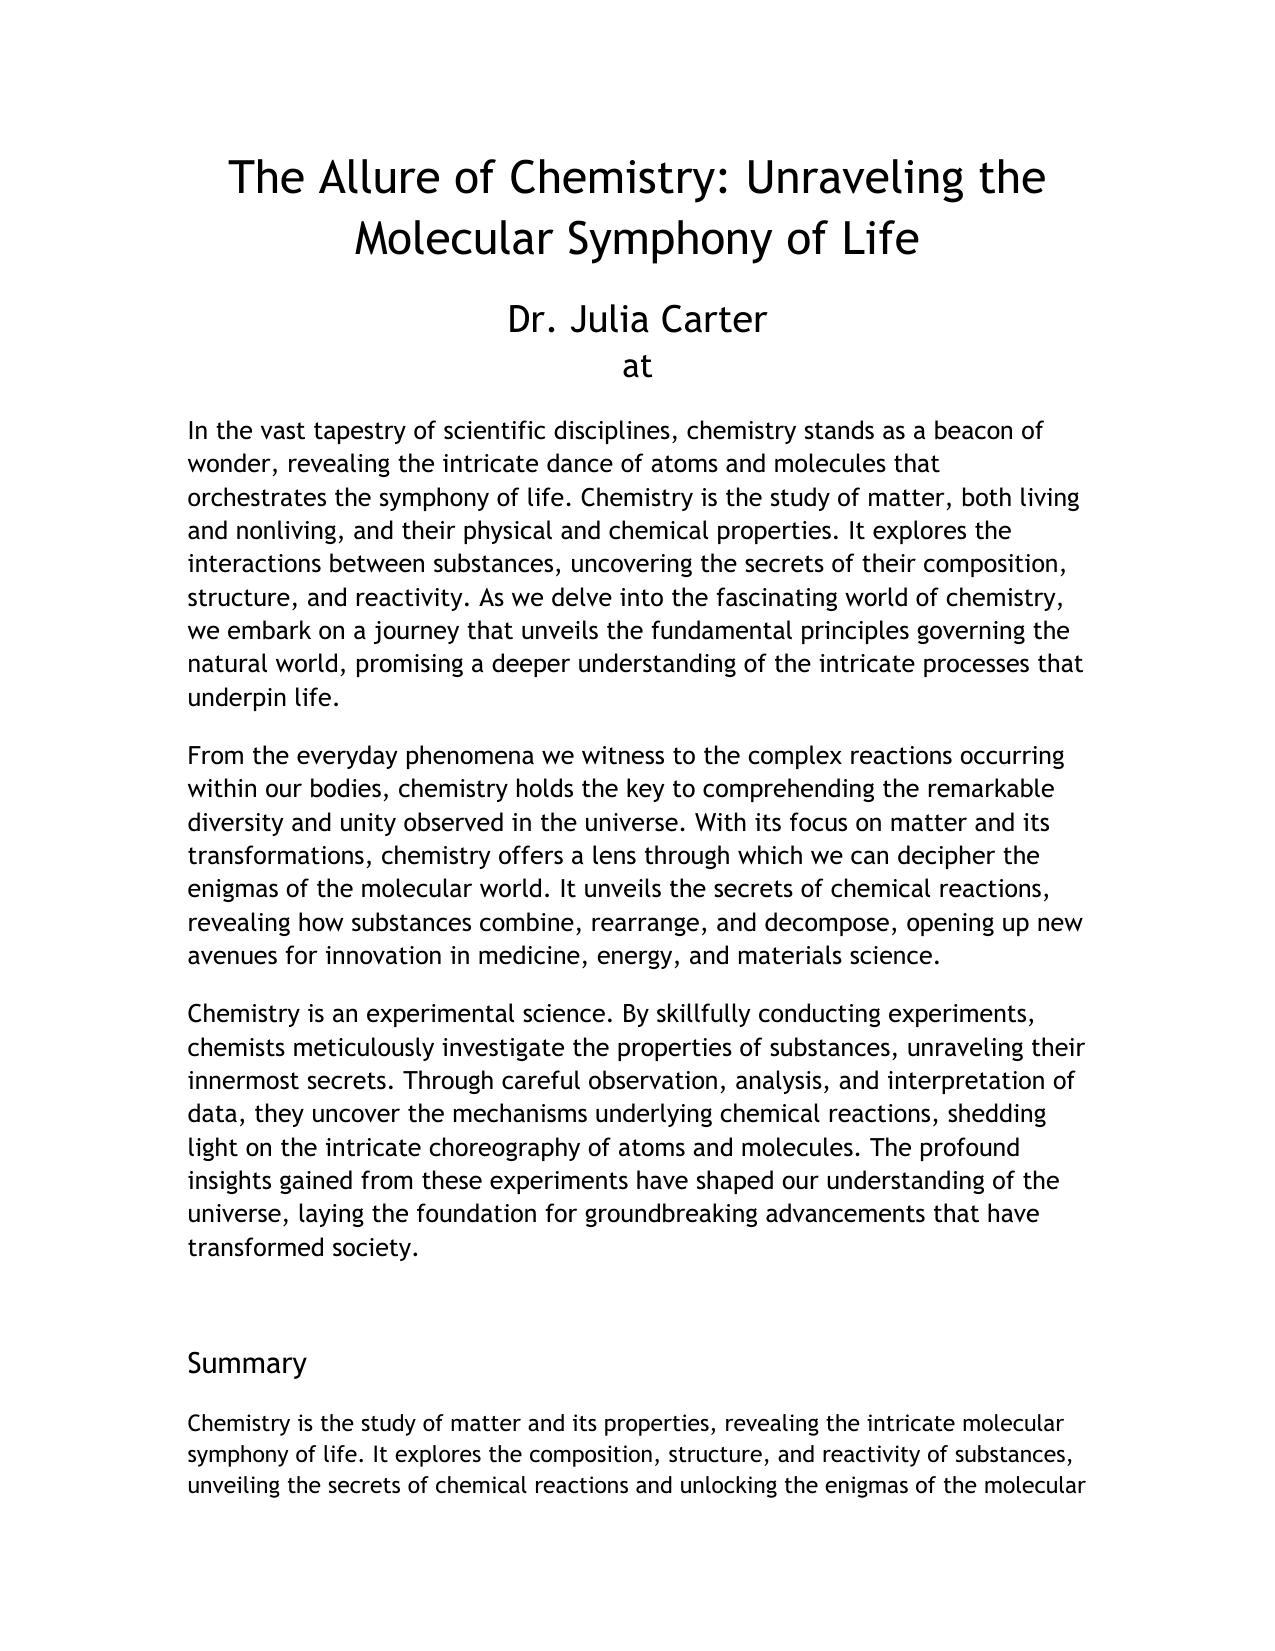 The Allure of Chemistry: Unraveling the
Molecular Symphony of Life
Dr. Julia Carter
at
In the vast tapestry of scientific disciplines, chemistry stands as a beacon of
wonder, revealing the intricate dance of atoms and molecules that
orchestrates the symphony of life. Chemistry is the study of matter, both living
and nonliving, and their physical and chemical properties. It explores the
interactions between substances, uncovering the secrets of their composition,
structure, and reactivity. As we delve into the fascinating world of chemistry,
we embark on a journey that unveils the fundamental principles governing the
natural world, promising a deeper understanding of the intricate processes that
underpin life.
From the everyday phenomena we witness to the complex reactions occurring
within our bodies, chemistry holds the key to comprehending the remarkable
diversity and unity observed in the universe. With its focus on matter and its
transformations, chemistry offers a lens through which we can decipher the
enigmas of the molecular world. It unveils the secrets of chemical reactions,
revealing how substances combine, rearrange, and decompose, opening up new
avenues for innovation in medicine, energy, and materials science.
Chemistry is an experimental science. By skillfully conducting experiments,
chemists meticulously investigate the properties of substances, unraveling their
innermost secrets. Through careful observation, analysis, and interpretation of
data, they uncover the mechanisms underlying chemical reactions, shedding
light on the intricate choreography of atoms and molecules. The profound
insights gained from these experiments have shaped our understanding of the
universe, laying the foundation for groundbreaking advancements that have
transformed society.
Summary
Chemistry is the study of matter and its properties, revealing the intricate molecular
symphony of life. It explores the composition, structure, and reactivity of substances,
unveiling the secrets of chemical reactions and unlocking the enigmas of the molecular